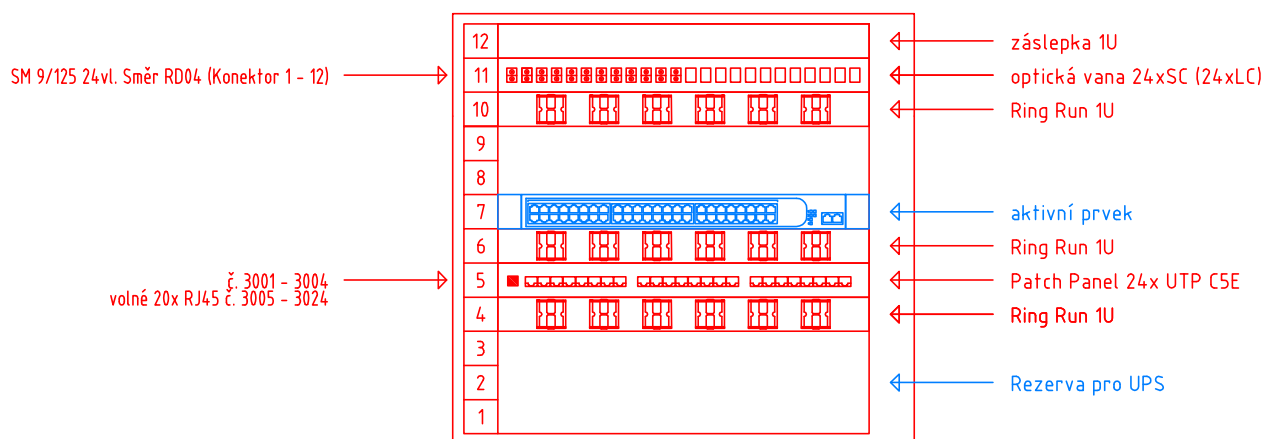 12
záslepka 1U
SM 9/125 24vl. Směr RD04 (Konektor 1 - 12)
11
optická vana 24xSC (24xLC)
10
Ring Run 1U
9
8
7
aktivní prvek
6
Ring Run 1U
č. 3001 - 3004
volné 20x RJ45 č. 3005 - 3024
5
Patch Panel 24x UTP C5E
4
Ring Run 1U
3
2
Rezerva pro UPS
1